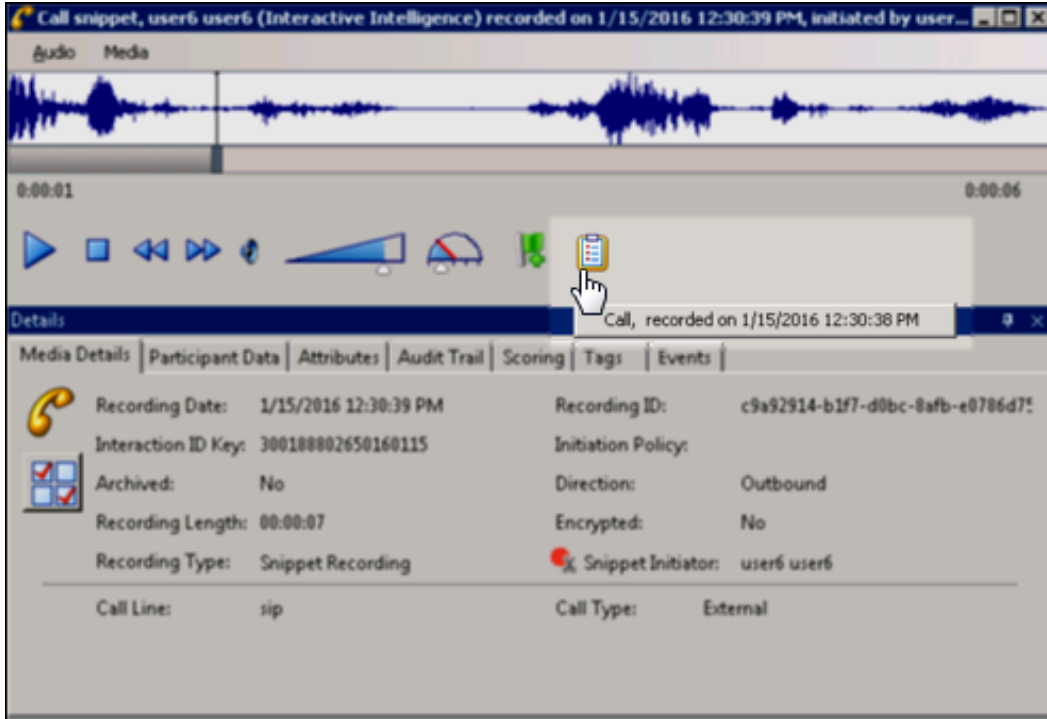 Call snippet, user6 user6 (Interactive Intelligence) recorded on 1/15/2016 12:30:39 PM, initiated by user...
Audio Media
0:00:01 0:00:06
Call, recorded on 1/15/2016 12:30:38 PM
Details
Media Details Participant Data Attributes Audit Trail Scoring Tags Events
Recording Date: 1/15/2016 12:30:39 PM Recording ID: c9a92914-b1f7-d0bc-8afb-e0786d75
Interaction ID Key: 300188802650160115 Initiation Policy:
Archived: No Direction: Outbound
Recording Length: 00:00:07 Encrypted: No
Recording Type: Snippet Recording Snippet Initiator: user6 user6
Call Line: sip Call Type: External